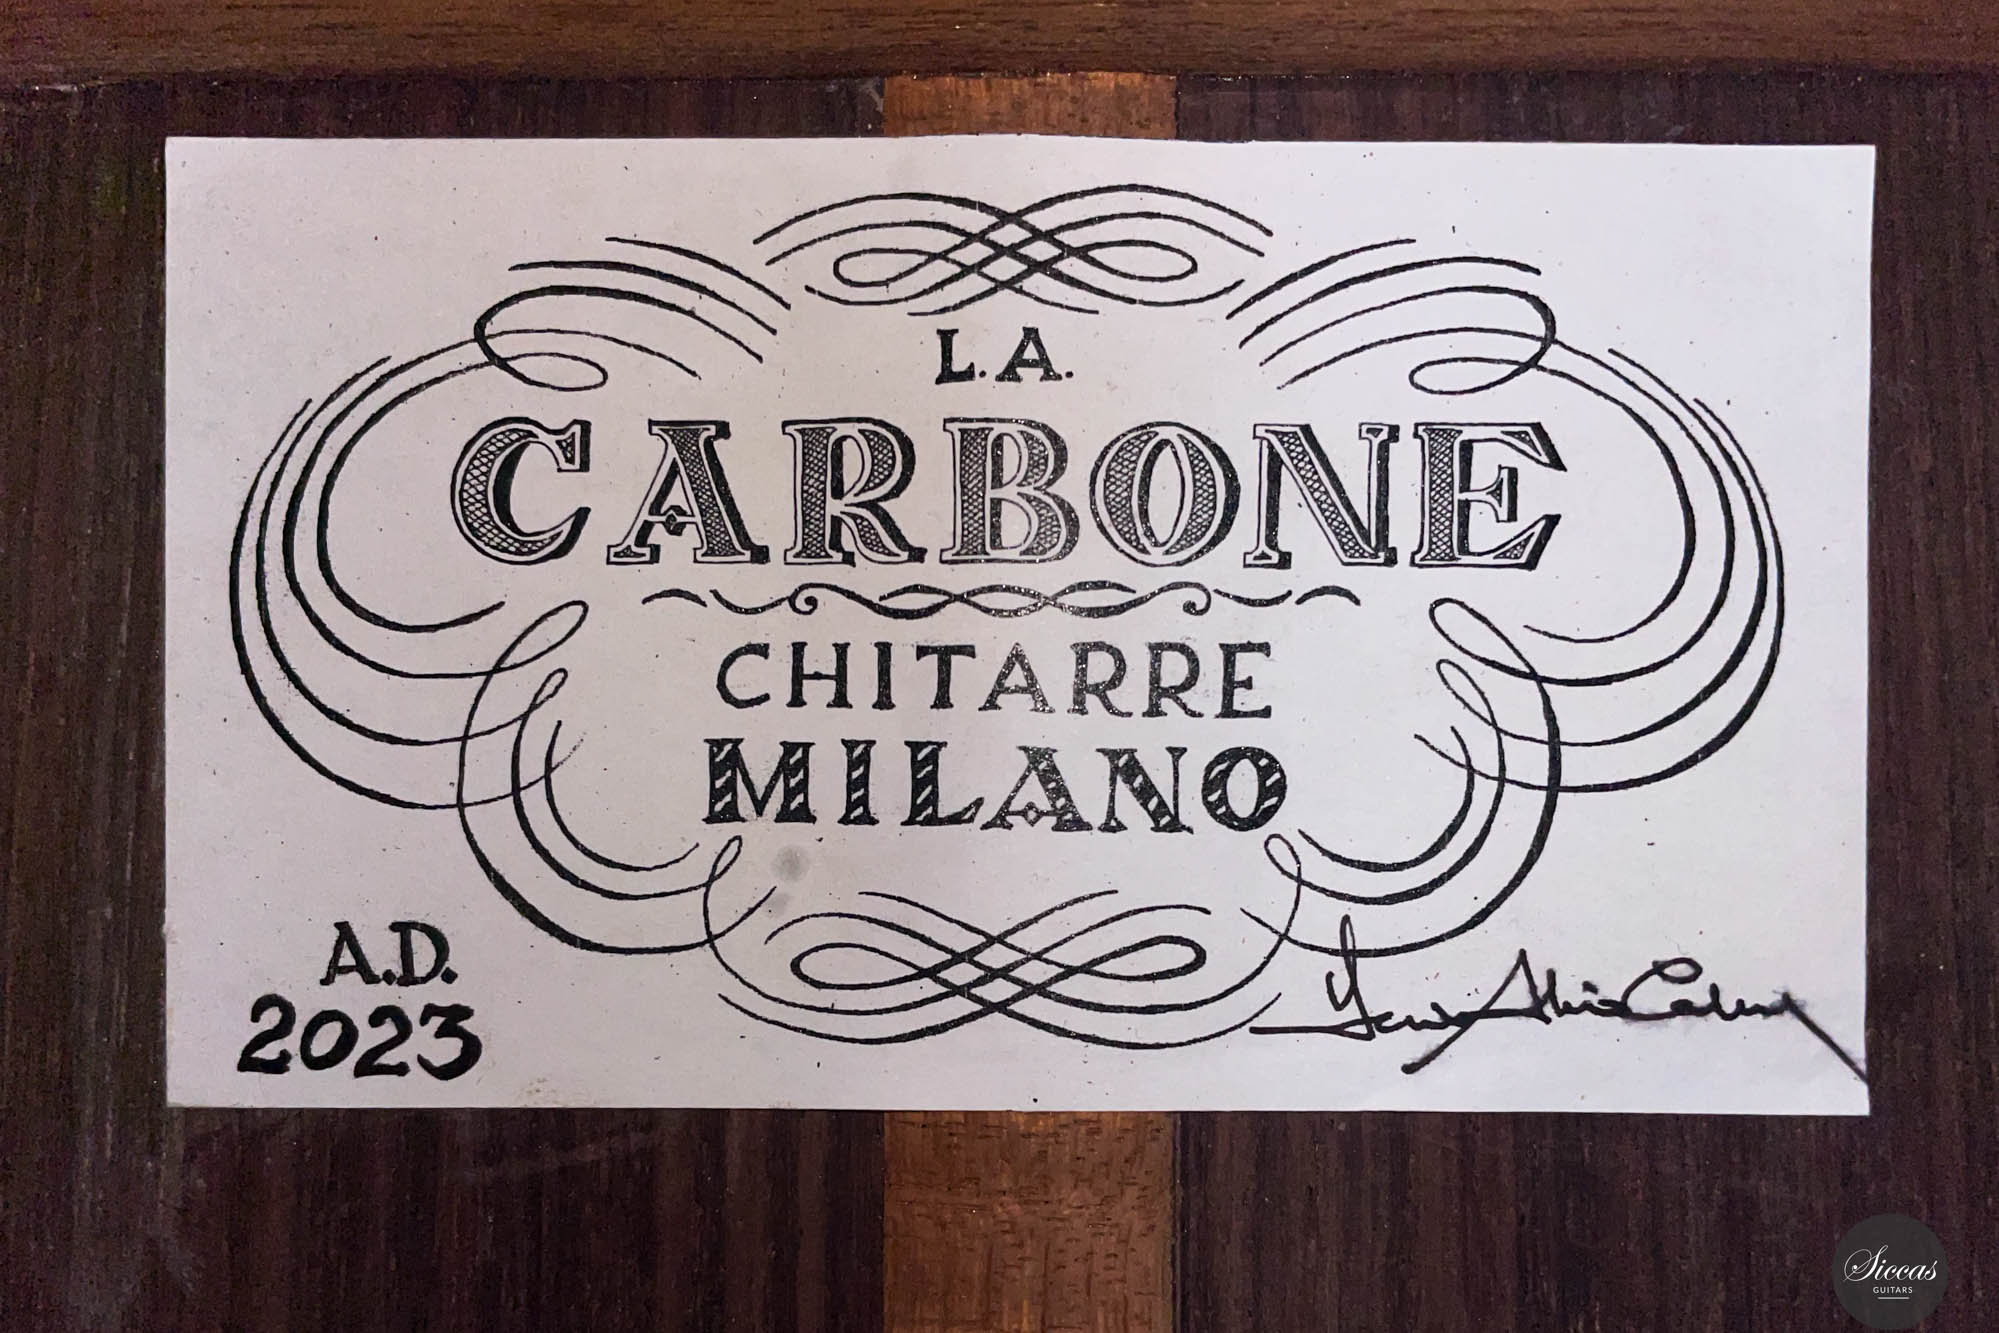 L.A.
CARBONE
CHITARRE
MILANO
A.D.
2023
Siccas
GUITARS